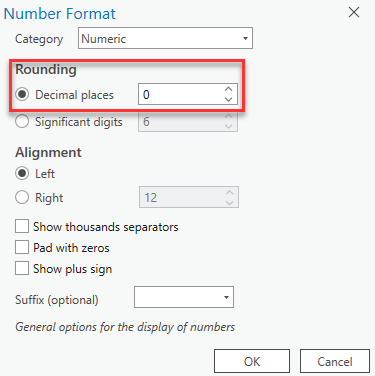 Number Format
Category Numeric
Rounding
Decimal places 0
Significant digits 6
Alignment
Left
Right 12
Show thousands separators
Pad with zeros
Show plus sign
Suffix (optional)
General options for the display of numbers
OK Cancel